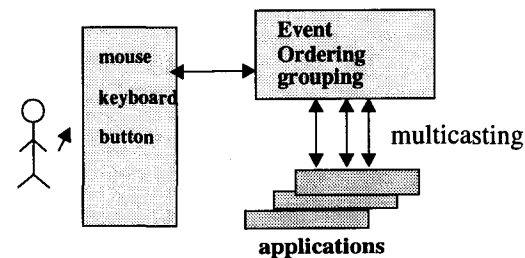 mouse
keyboard
button
Event
Ordering
grouping
multicasting
applications